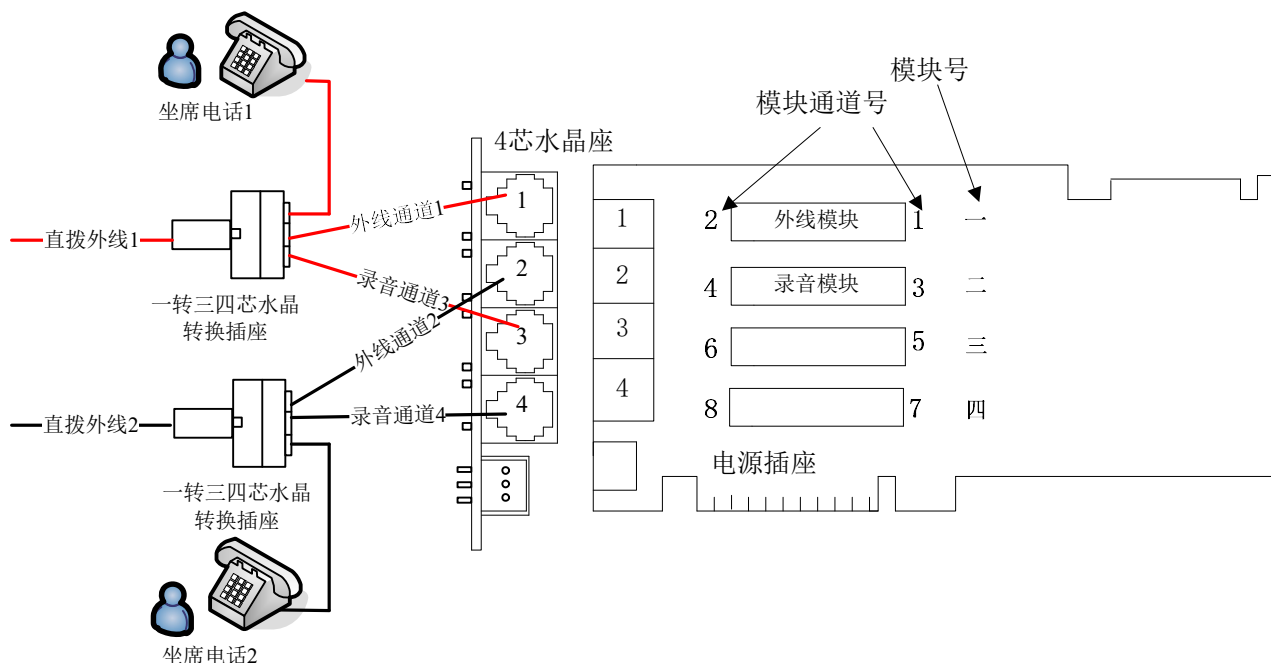 坐席电话1
直拨外线1
一转三四芯水晶
转换插座
外线通道1
录音通道3
外线通道2
录音通道4
直拨外线2
一转三四芯水晶
转换插座
坐席电话2
4芯水晶座
1
2
3
4
模块号
模块通道号
1
2
3
4
2
外线模块
1
一
4
录音模块
3
二
6
5
三
8
7
四
电源插座